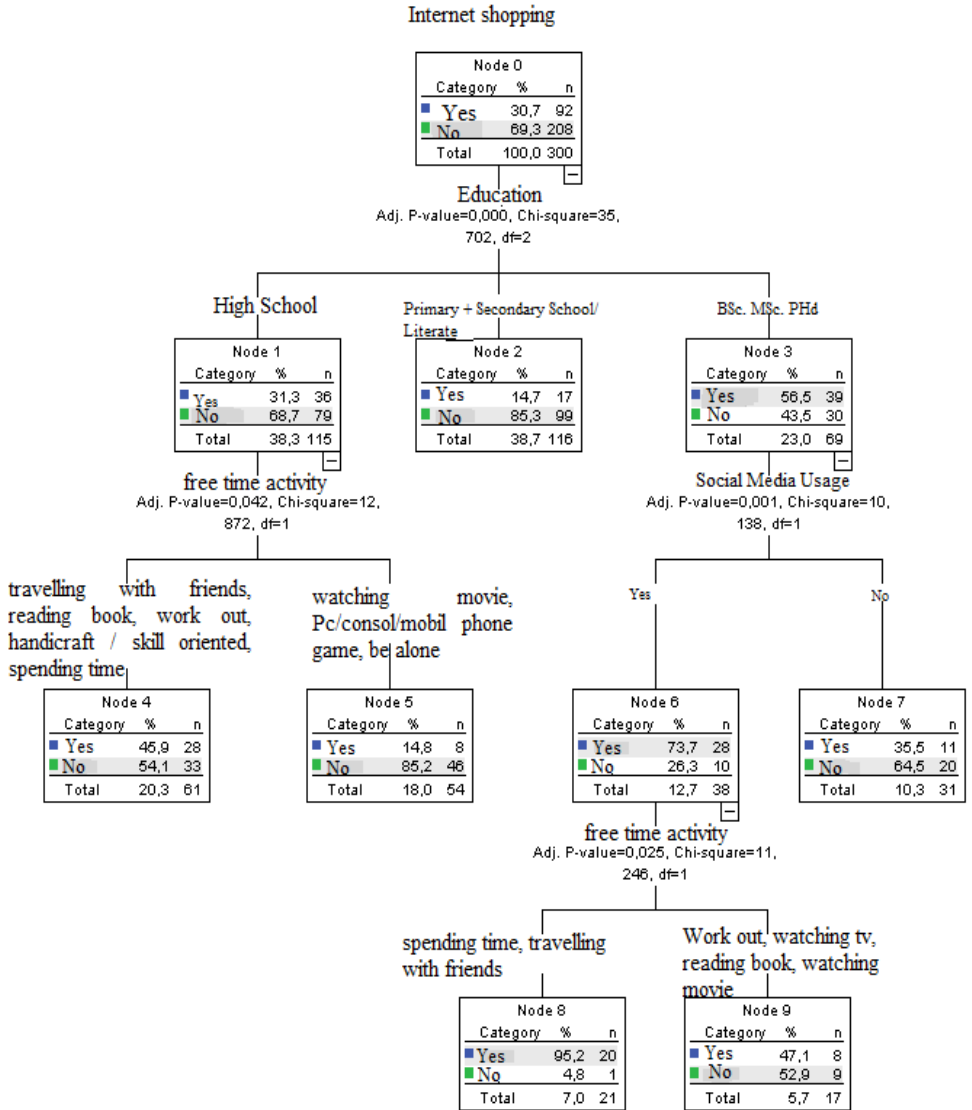 Internet shopping
Node 0
Category % n
Yes 30,7 92
No 69,3 208
Total 100,0 300
Education
Adj. P-value=0,000, Chi-square=35,
702, df=2
High School
Primary + Secondary School/
Literate
BSc. MSc. PHd
Node 1
Category % n
Yes 31,3 36
No 68,7 79
Total 38,3 115
Node 2
Category % n
Yes 14,7 17
No 85,3 99
Total 38,7 116
Node 3
Category % n
Yes 56,5 39
No 43,5 30
Total 23,0 69
free time activity
Adj. P-value=0,042, Chi-square=12,
872, df=1
Social Media Usage
Adj. P-value=0,001, Chi-square=10,
138, df=1
travelling with friends,
reading book, work out,
handicraft / skill oriented,
spending time
watching movie,
Pc/consol/mobil phone
game, be alone
Yes
No
Node 4
Category % n
Yes 45,9 28
No 54,1 33
Total 20,3 61
Node 5
Category % n
Yes 14,8 8
No 85,2 46
Total 18,0 54
Node 6
Category % n
Yes 73,7 28
No 26,3 10
Total 12,7 38
Node 7
Category % n
Yes 35,5 11
No 64,5 20
Total 10,3 31
free time activity
Adj. P-value=0,025, Chi-square=11,
246, df=1
spending time, travelling
with friends
Work out, watching tv,
reading book, watching
movie
Node 8
Category % n
Yes 95,2 20
No 4,8 1
Total 7,0 21
Node 9
Category % n
Yes 47,1 8
No 52,9 9
Total 5,7 17